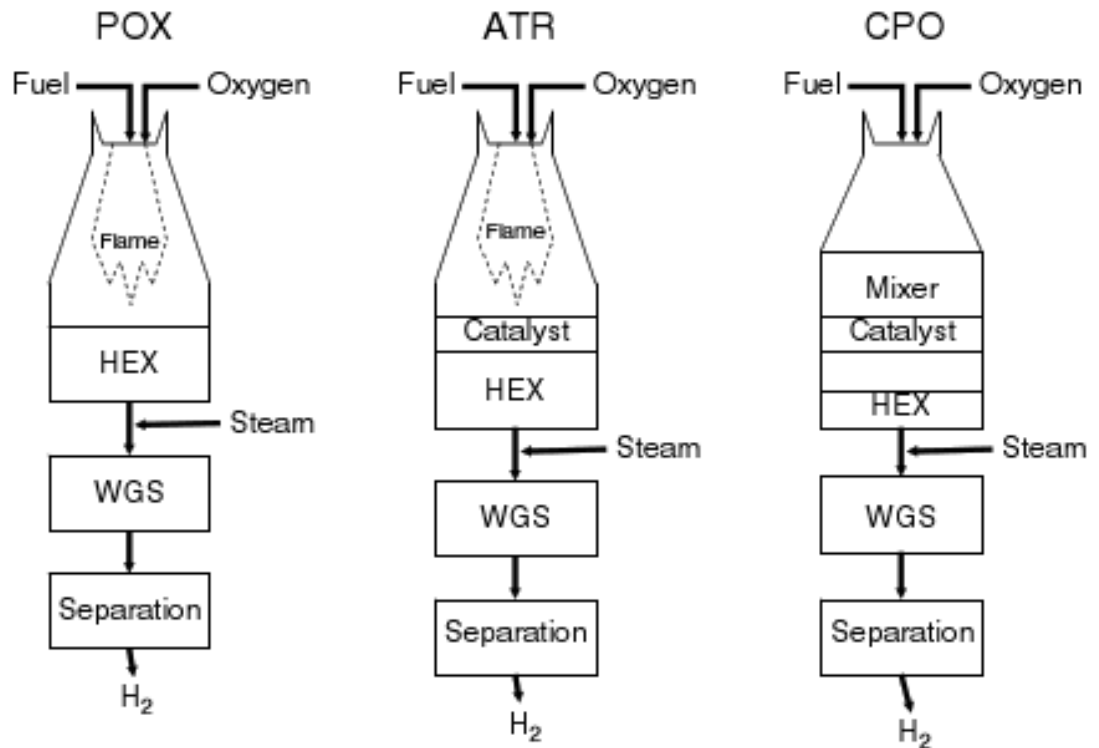 POX
Fuel
Oxygen
Flame
HEX
Steam
WGS
Separation
H2
ATR
Fuel
Oxygen
Flame
Catalyst
HEX
Steam
WGS
Separation
H2
CPO
Fuel
Oxygen
Mixer
Catalyst
HEX
Steam
WGS
Separation
H2